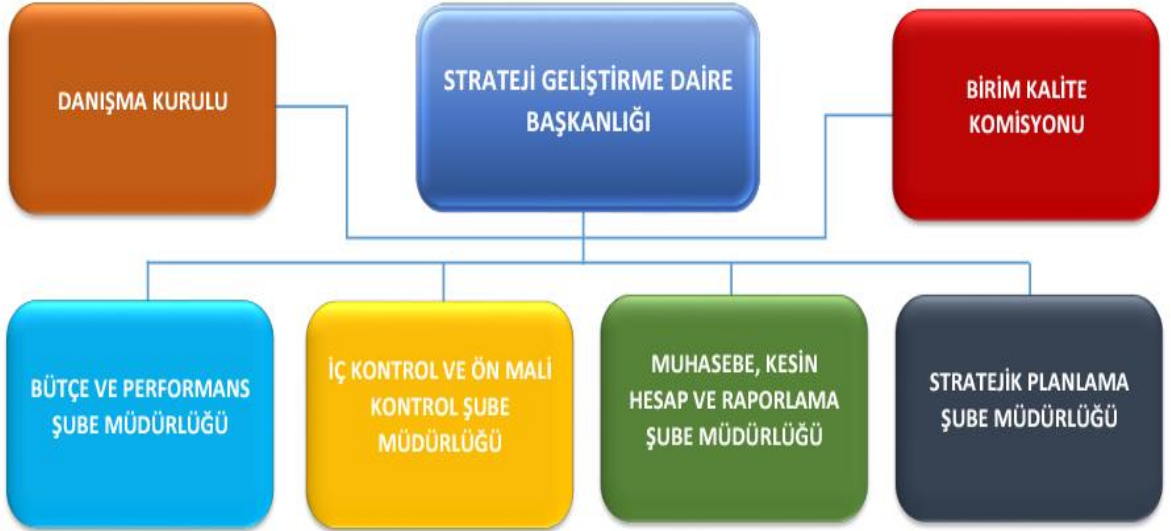 DANIŞMA KURULU
STRATEJİ GELİŞTİRME DAİRE
BAŞKANLIĞI
BİRİM KALİTE
KOMİSYONU
BÜTÇE VE PERFORMANS
ŞUBE MÜDÜRLÜĞÜ
İÇ KONTROL VE ÖN MALİ
KONTROL ŞUBE
MÜDÜRLÜĞÜ
MUHASEBE, KESİN
HESAP VE RAPORLAMA
ŞUBE MÜDÜRLÜĞÜ
STRATEJİK PLANLAMA
ŞUBE MÜDÜRLÜĞÜ